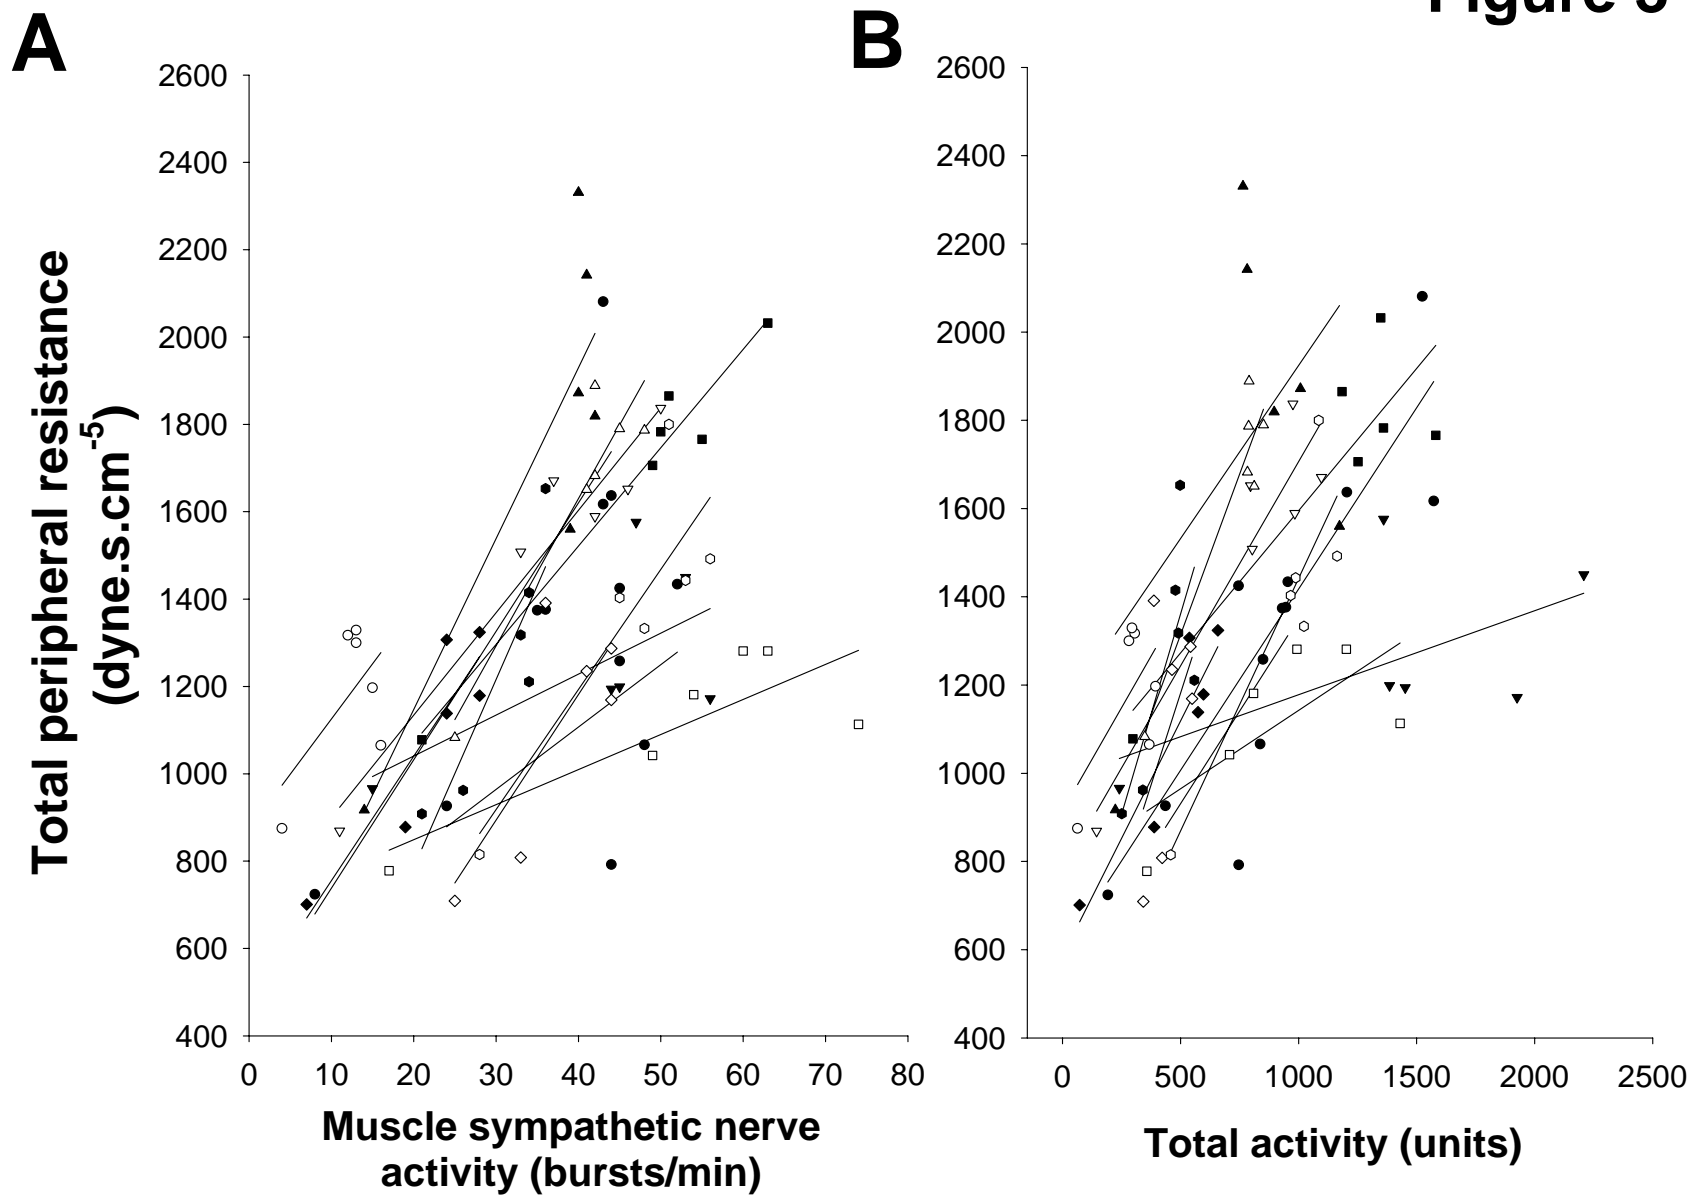 Figure
A
B
Total peripheral resistance
(dyne.s.cm-5)
2600
2400
2200
2000
1800
1600
1400
1200
1000
800
600
400
0 10 20 30 40 50 60 70 80
Muscle sympathetic nerve
activity (bursts/min)
2600
2400
2200
2000
1800
1600
1400
1200
1000
800
600
400
0 500 1000 1500 2000 2500
Total activity (units)